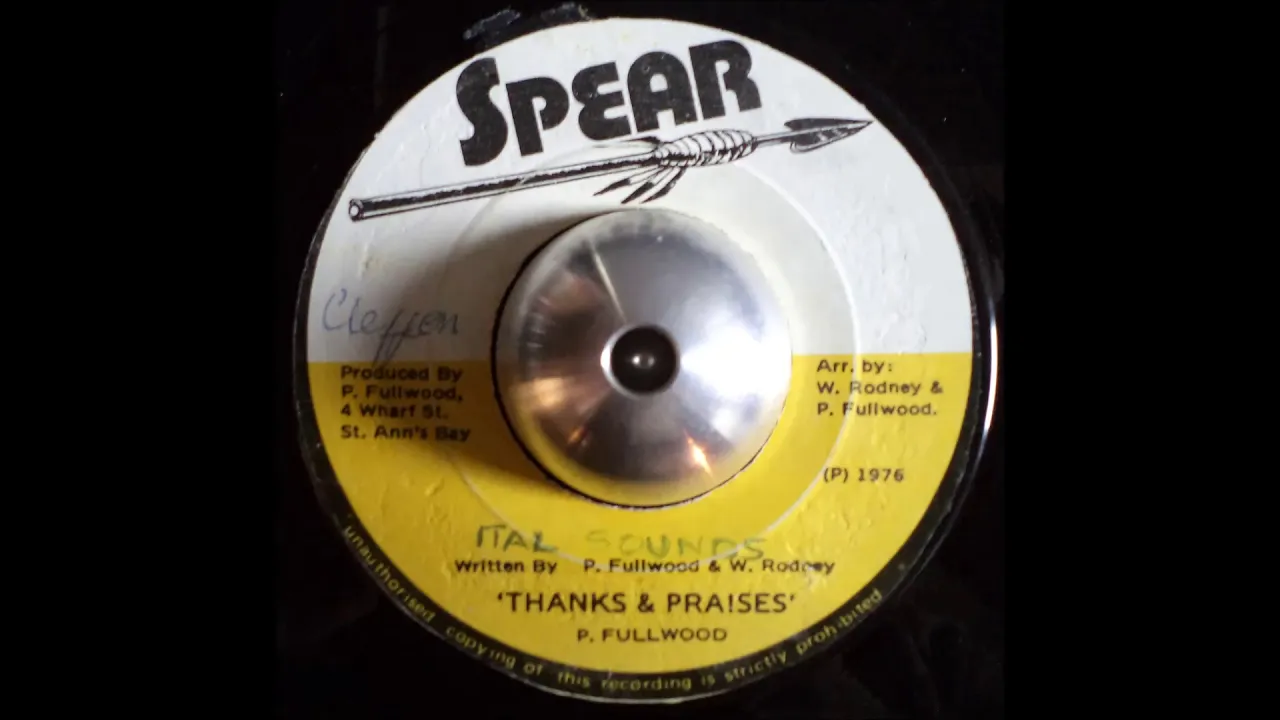 SPEAR
Produced By
P. Fullwood,
4 Wharf St.
St. Ann's Bay
Arr. by:
W. Rodney &
P. Fullwood.
(P) 1976
ITAL SOUNDS
Written By P. Fullwood & W. Rodney
'THANKS & PRAISES'
P. FULLWOOD
unauthorised copying of this recording is strictly prohibited